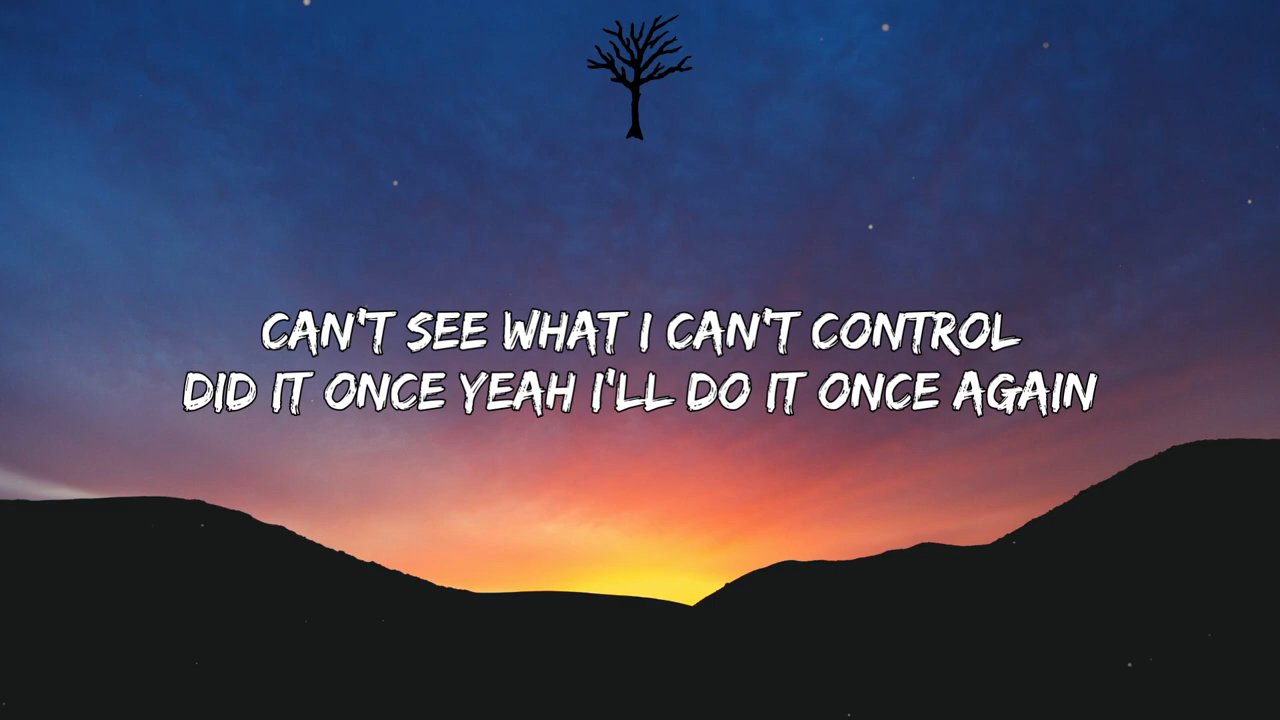 CAN'T SEE WHAT I CAN'T CONTROL
DID IT ONCE YEAH I'LL DO IT ONCE AGAIN